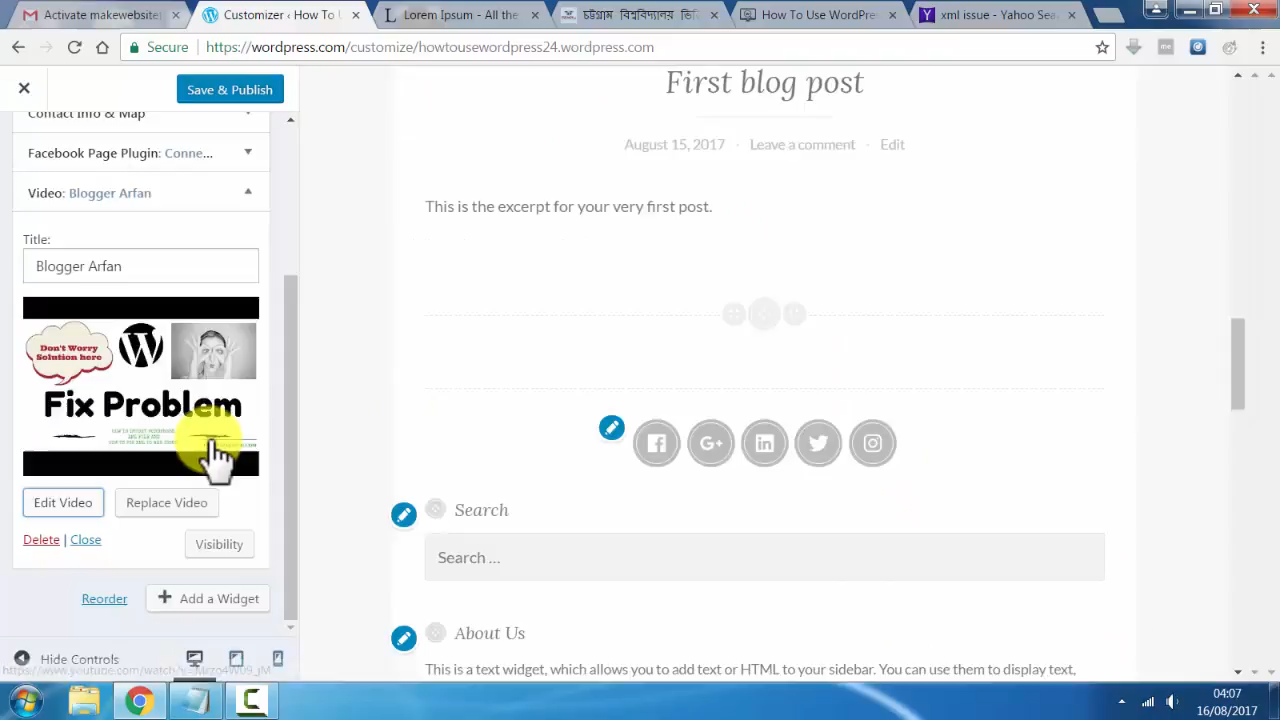 Activate makewebsite
Customizer ‹ How To U
Lorem Ipsum - All the
চট্টগ্রাম বিশ্ববিদ্যালয় ভি
How To Use WordPres
xml issue - Yahoo Sea
Secure
https://wordpress.com/customize/howtousewordpress24.wordpress.com
Save & Publish
Contact Info & Map
Facebook Page Plugin: Conne...
Video: Blogger Arfan
Title:
Blogger Arfan
Don't Worry
Solution here
Fix Problem
Edit Video
Replace Video
Delete | Close
Visibility
Reorder
Add a Widget
Hide Controls
First blog post
August 15, 2017 · Leave a comment · Edit
This is the excerpt for your very first post.
Search
Search ...
About Us
This is a text widget, which allows you to add text or HTML to your sidebar. You can use them to display text,
04:07
16/08/2017